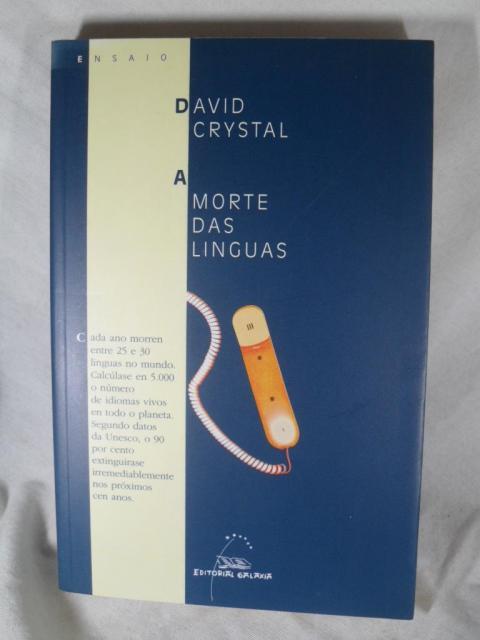 ENSAIO
DAVID
CRYSTAL
A
MORTE
DAS
LINGUAS
Cada ano morren
entre 25 e 30
linguas no mundo.
Calcúlase en 5.000
o número
de idiomas vivos
en todo o planeta.
Segundo datos
da Unesco, o 90
por cento
extinguirase
irremediablemente
nos próximos
cen anos.
EDITORIAL GALAXIA